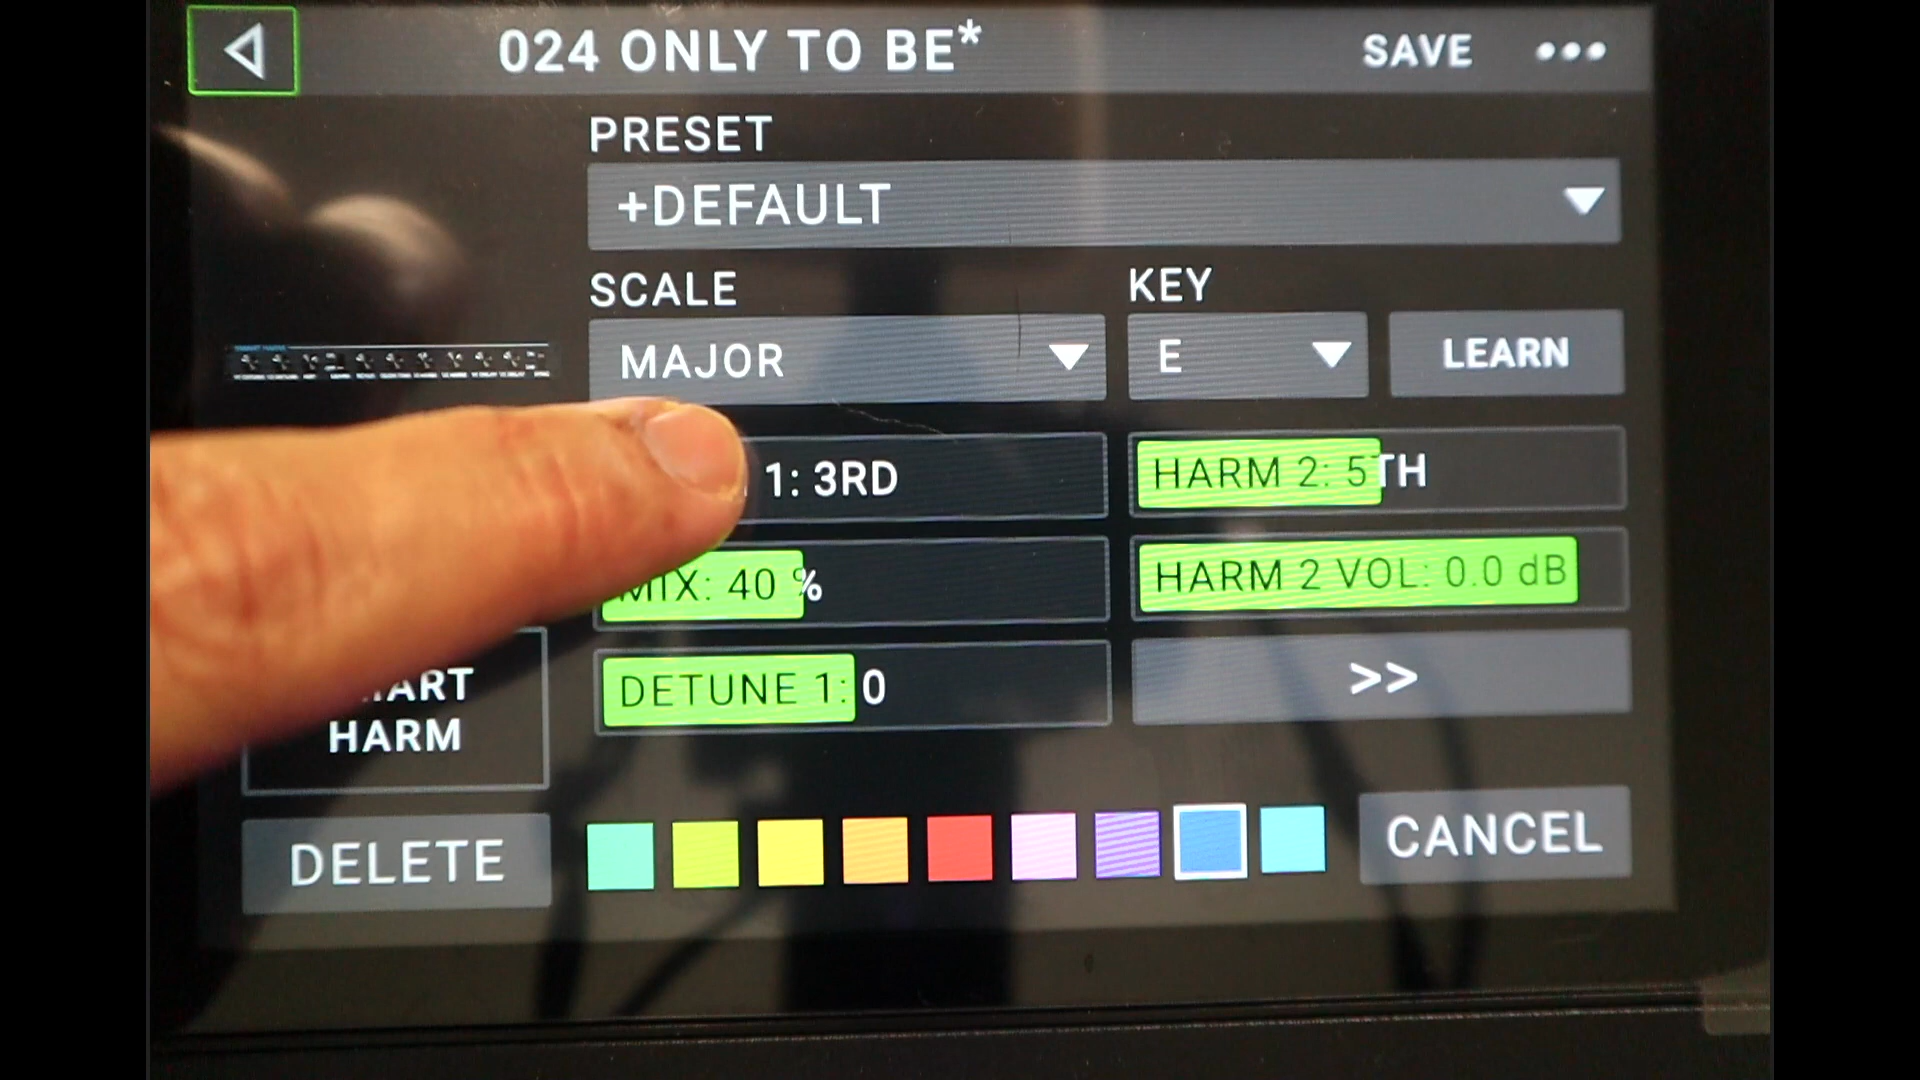 024 ONLY TO BE*
SAVE
PRESET
+DEFAULT
SCALE
KEY
MAJOR
E
LEARN
1: 3RD
HARM 2: 5TH
MIX: 40 %
HARM 2 VOL: 0.0 dB
DETUNE 1: 0
>>
HARM
DELETE
CANCEL